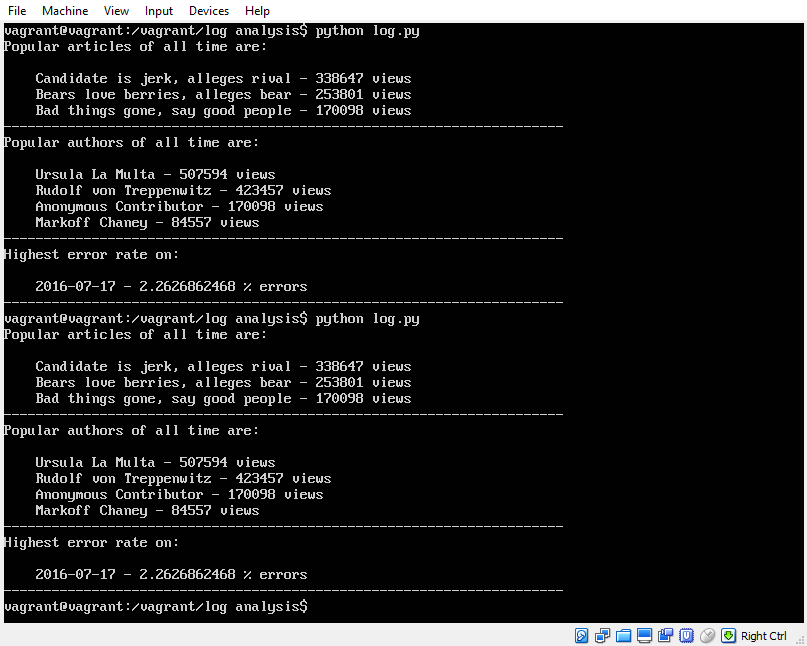 File Machine View Input Devices Help
vagrant@vagrant:/vagrant/log analysis$ python log.py
Popular articles of all time are:
Candidate is jerk, alleges rival - 338647 views
Bears love berries, alleges bear - 253801 views
Bad things gone, say good people - 170098 views
----------------------------------------------------------------------
Popular authors of all time are:
Ursula La Multa - 507594 views
Rudolf von Treppenwitz - 423457 views
Anonymous Contributor - 170098 views
Markoff Chaney - 84557 views
----------------------------------------------------------------------
Highest error rate on:
2016-07-17 - 2.2626862468 % errors
----------------------------------------------------------------------
vagrant@vagrant:/vagrant/log analysis$ python log.py
Popular articles of all time are:
Candidate is jerk, alleges rival - 338647 views
Bears love berries, alleges bear - 253801 views
Bad things gone, say good people - 170098 views
----------------------------------------------------------------------
Popular authors of all time are:
Ursula La Multa - 507594 views
Rudolf von Treppenwitz - 423457 views
Anonymous Contributor - 170098 views
Markoff Chaney - 84557 views
----------------------------------------------------------------------
Highest error rate on:
2016-07-17 - 2.2626862468 % errors
----------------------------------------------------------------------
vagrant@vagrant:/vagrant/log analysis$
Right Ctrl